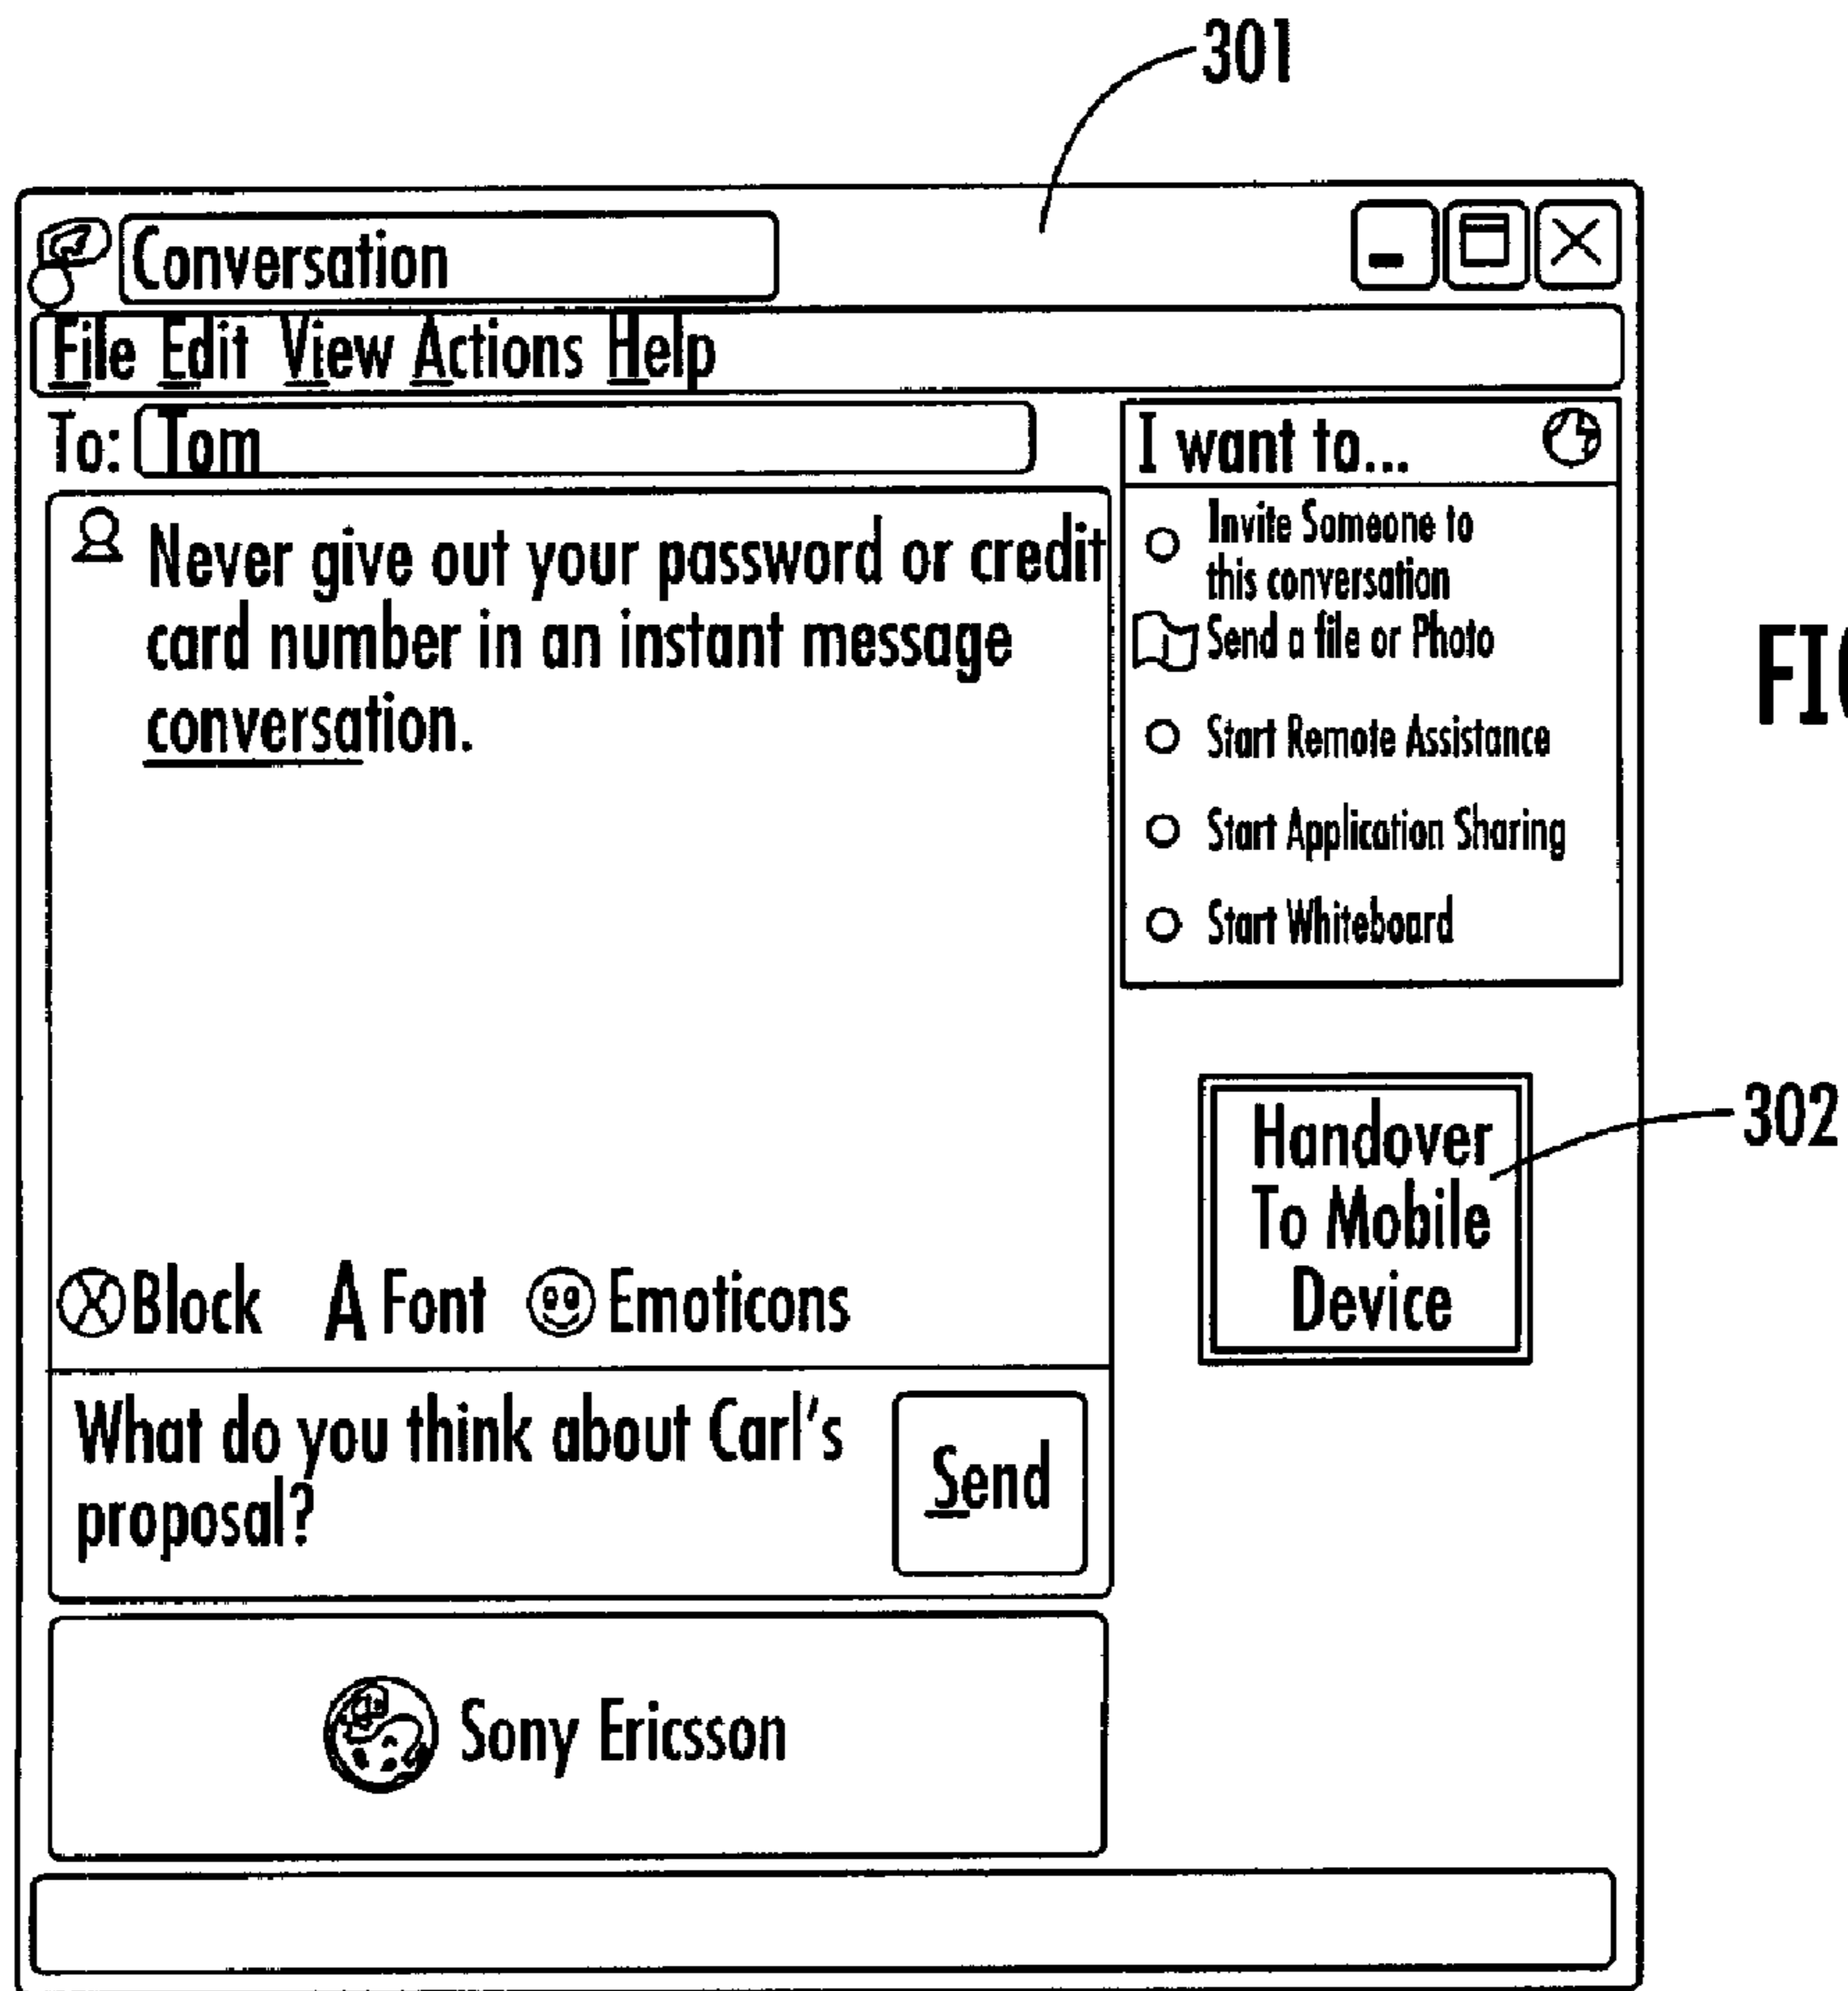 301
Conversation
File Edit View Actions Help
To: Tom
Never give out your password or credit
card number in an instant message
conversation.
I want to...
Invite Someone to
this conversation
Send a file or Photo
Start Remote Assistance
Start Application Sharing
Start Whiteboard
Handover
To Mobile
Device
302
Block A Font Emoticons
What do you think about Carl's
proposal?
Send
Sony Ericsson